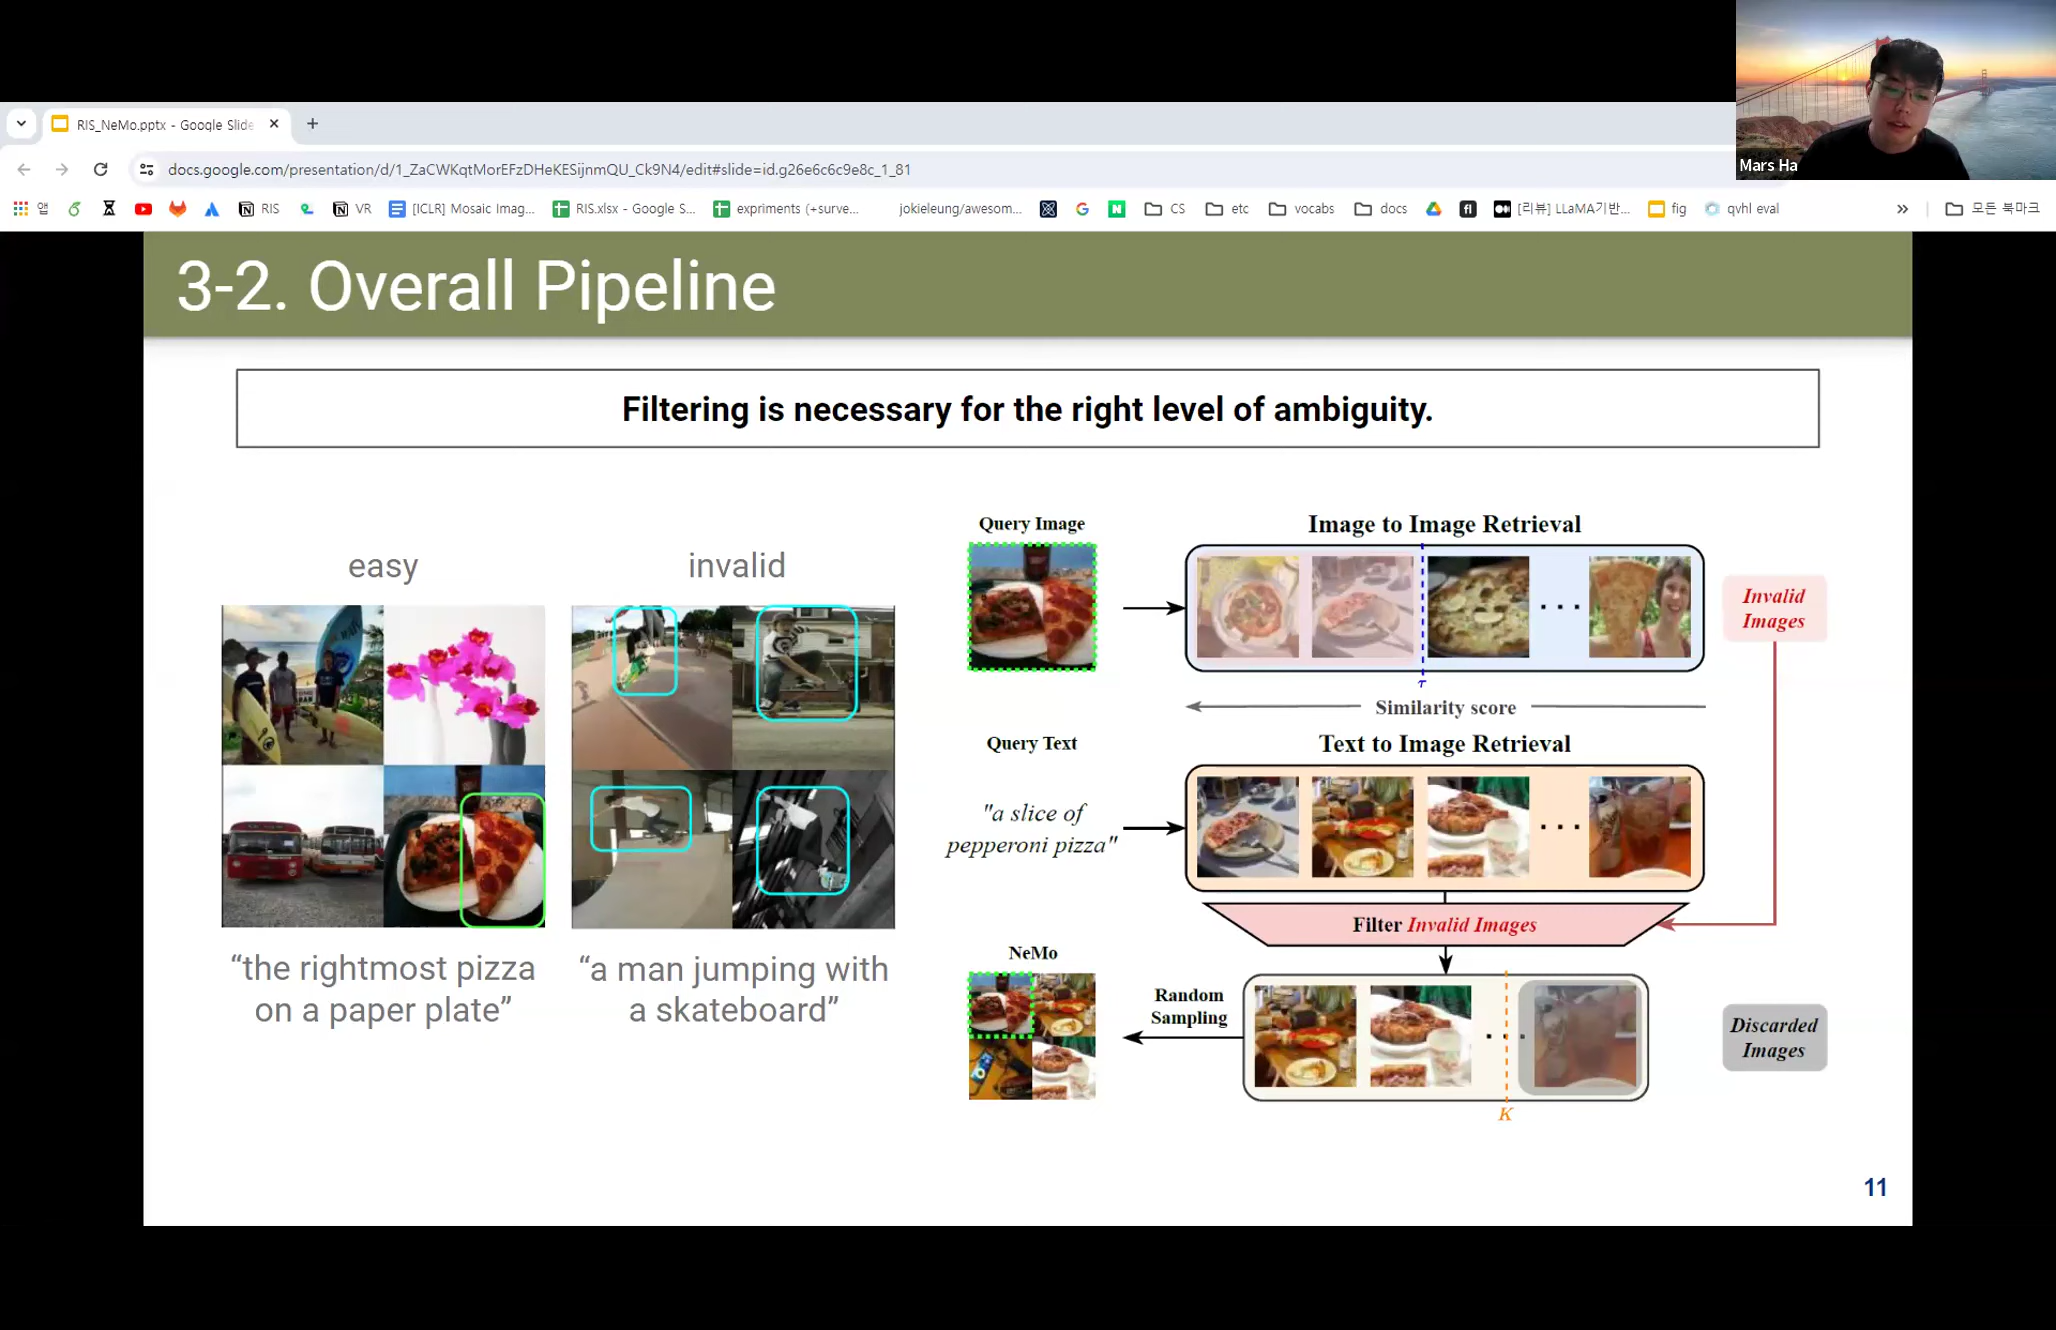 Mars Ha
RIS_NeMo.pptx - Google Slide
docs.google.com/presentation/d/1_ZaCWKqtMorEFzDHeKESijnmQU_Ck9N4/edit#slide=id.g26e6c6c9e8c_1_81
앱 RIS VR [ICLR] Mosaic Imag... RIS.xlsx - Google S... expriments (+surve... jokieleung/awesom... CS etc vocabs docs [리뷰] LLaMA기반... fig qvhl eval » 모든 북마크
3-2. Overall Pipeline
Filtering is necessary for the right level of ambiguity.
easy
invalid
“the rightmost pizza
on a paper plate”
“a man jumping with
a skateboard”
Query Image
Image to Image Retrieval
Invalid
Images
τ
Similarity score
Query Text
Text to Image Retrieval
"a slice of
pepperoni pizza"
Filter Invalid Images
NeMo
Random
Sampling
Discarded
Images
K
11